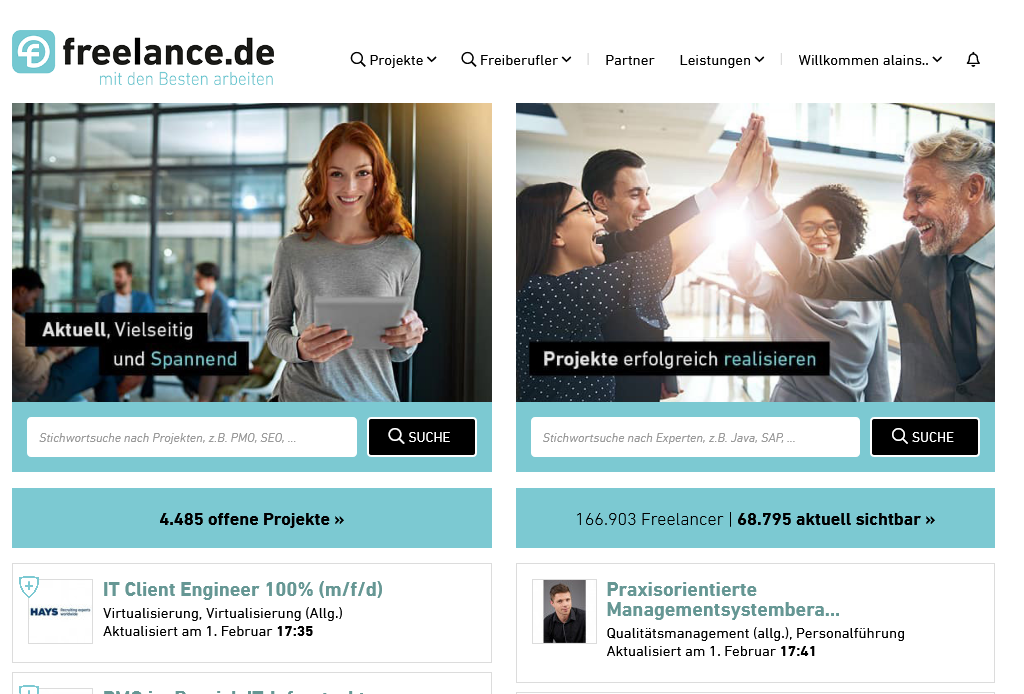 freelance.de
mit den Besten arbeiten
Projekte
Freiberufler
Partner
Leistungen
Willkommen alains..
Aktuell, Vielseitig
und Spannend
Stichwortsuche nach Projekten, z.B. PMO, SEO, ...
SUCHE
4.485 offene Projekte »
IT Client Engineer 100% (m/f/d)
HAYS Recruiting experts worldwide
Virtualisierung, Virtualisierung (Allg.)
Aktualisiert am 1. Februar 17:35
Projekte erfolgreich realisieren
Stichwortsuche nach Experten, z.B. Java, SAP, ...
SUCHE
166.903 Freelancer | 68.795 aktuell sichtbar »
Praxisorientierte
Managementsystembera...
Qualitätsmanagement (allg.), Personalführung
Aktualisiert am 1. Februar 17:41